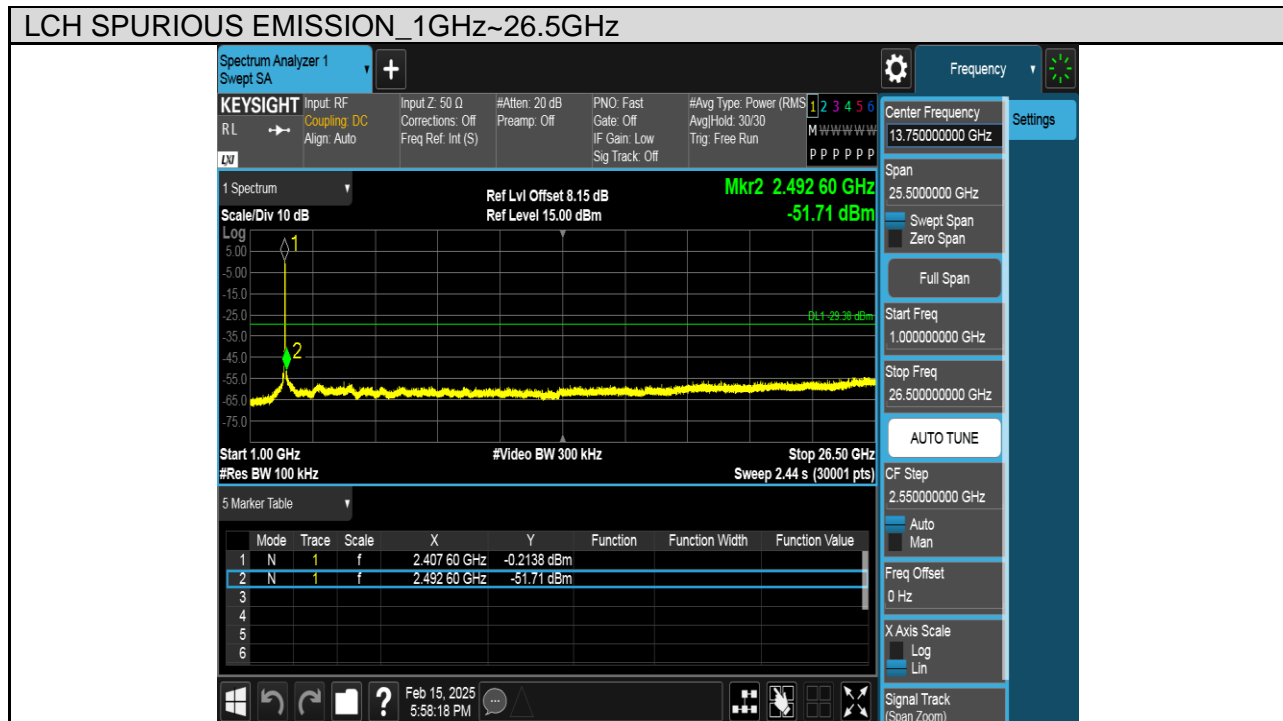 LCH SPURIOUS EMISSION_1GHz~26.5GHz
Spectrum Analyzer 1
Swept SA
Frequency
KEYSIGHT Input: RF
Coupling: DC
Align: Auto
R L
LXI
Input Z: 50 Ω
Corrections: Off
Freq Ref: Int (S)
#Atten: 20 dB
Preamp: Off
PNO: Fast
Gate: Off
IF Gain: Low
Sig Track: Off
#Avg Type: Power (RMS
Avg|Hold: 30/30
Trig: Free Run
1 2 3 4 5 6
M W W W W W
P P P P P P
1 Spectrum
Scale/Div 10 dB
Ref Lvl Offset 8.15 dB
Ref Level 15.00 dBm
Mkr2 2.492 60 GHz
-51.71 dBm
Log
5.00
-5.00
-15.0
-25.0
-35.0
-45.0
-55.0
-65.0
-75.0
1
2
DL1 -29.38 dBm
Start 1.00 GHz
#Video BW 300 kHz
Stop 26.50 GHz
#Res BW 100 kHz
Sweep 2.44 s (30001 pts)
5 Marker Table
Mode Trace Scale X Y Function Function Width Function Value
1 N 1 f 2.407 60 GHz -0.2138 dBm
2 N 1 f 2.492 60 GHz -51.71 dBm
3
4
5
6
Feb 15, 2025
5:58:18 PM
Center Frequency
13.750000000 GHz
Settings
Span
25.5000000 GHz
Swept Span
Zero Span
Full Span
Start Freq
1.000000000 GHz
Stop Freq
26.500000000 GHz
AUTO TUNE
CF Step
2.550000000 GHz
Auto
Man
Freq Offset
0 Hz
X Axis Scale
Log
Lin
Signal Track
(Span Zoom)